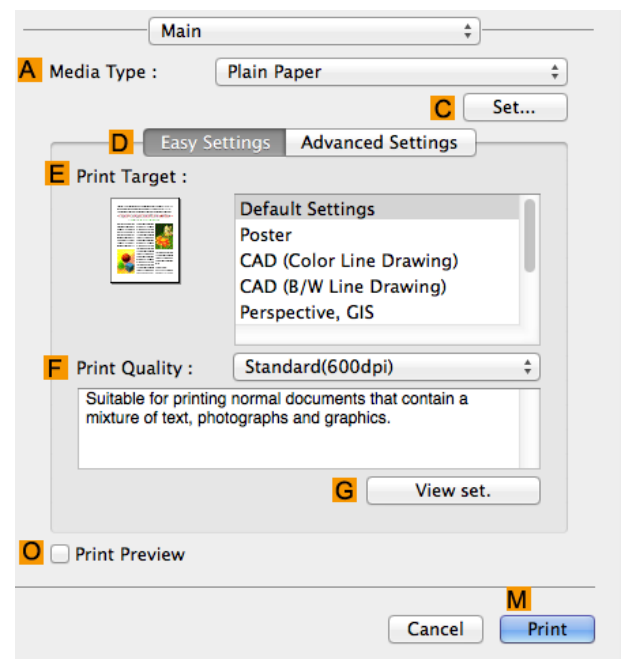 Main
A Media Type : Plain Paper
C Set...
D Easy Settings Advanced Settings
E Print Target :
Default Settings
Poster
CAD (Color Line Drawing)
CAD (B/W Line Drawing)
Perspective, GIS
F Print Quality : Standard(600dpi)
Suitable for printing normal documents that contain a
mixture of text, photographs and graphics.
G View set.
O Print Preview
M
Cancel Print